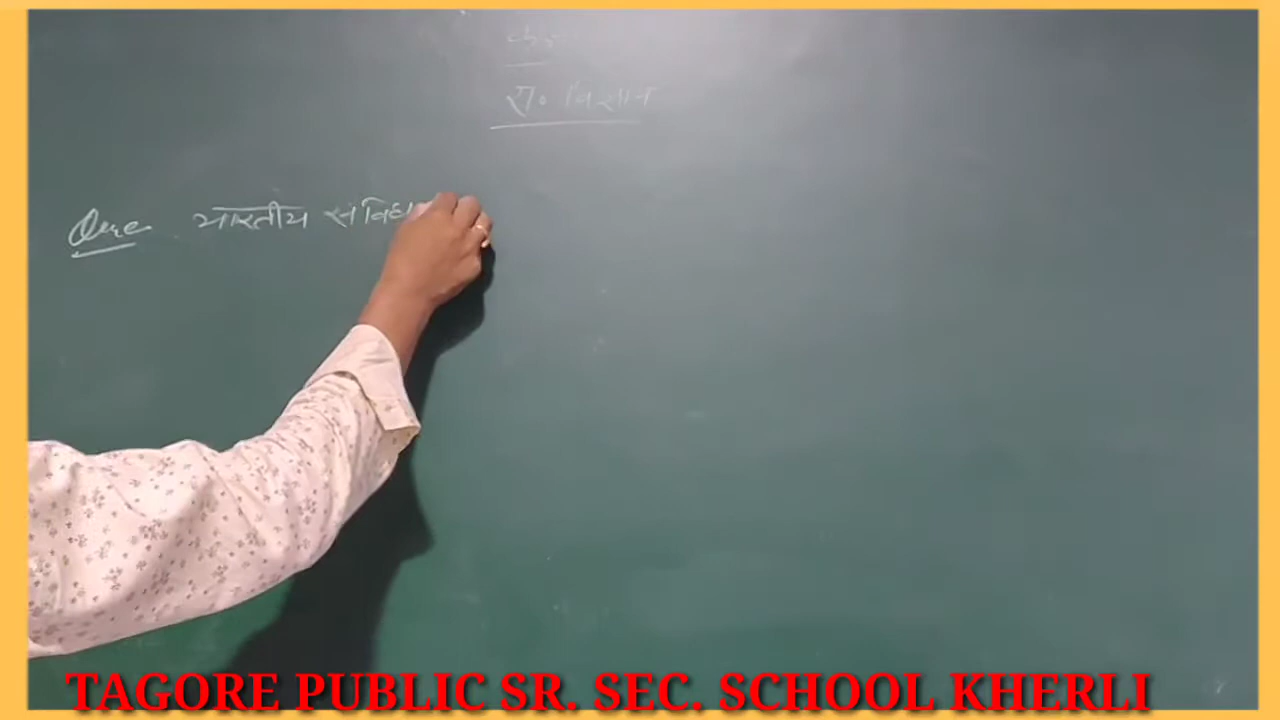 रा० विज्ञान
Que भारतीय संविधा
TAGORE PUBLIC SR. SEC. SCHOOL KHERLI